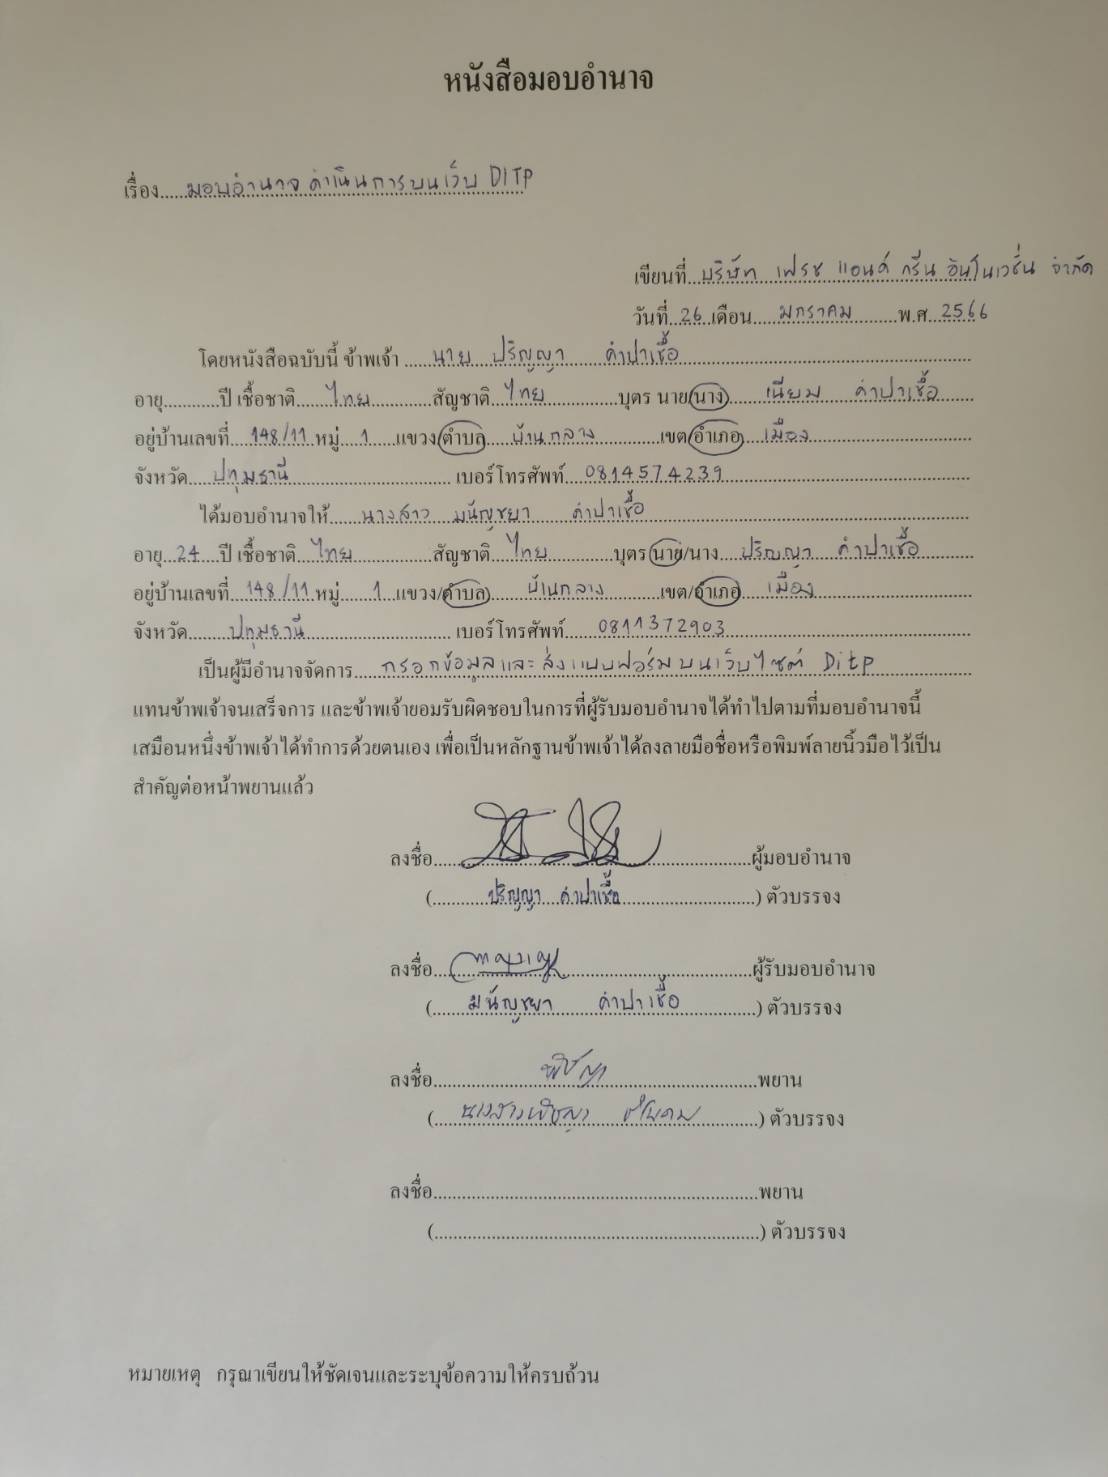 หนังสือมอบอำนาจ
เรื่อง.....มอบอำนาจ ดำเนินการบนเว็บ DITP
เขียนที่...บริษัท เฟรช แอนด์ กรีน อินโนเวชั่น จำกัด
วันที่..26..เดือน.....มกราคม........พ.ศ..2566
โดยหนังสือฉบับนี้ ข้าพเจ้า.....นาย ปริญญา คำปาเชื้อ
อายุ............ปี เชื้อชาติ.....ไทย.............สัญชาติ..ไทย...............บุตร นาย/นาง........เนียม คำปาเชื้อ
อยู่บ้านเลขที่...148/11..หมู่....1.....แขวง/ตำบล......บ้านกลาง..............เขต/อำเภอ.....เมือง
จังหวัด.....ปทุมธานี................................เบอร์โทรศัพท์....0814574239
ได้มอบอำนาจให้.......นางสาว มนัญชยา คำปาเชื้อ
อายุ..24...ปี เชื้อชาติ...ไทย................สัญชาติ...ไทย..............บุตร นาย/นาง.....ปริญญา คำปาเชื้อ
อยู่บ้านเลขที่...148/11..หมู่......1...แขวง/ตำบล........บ้านกลาง............เขต/อำเภอ.....เมือง
จังหวัด........ปทุมธานี................................เบอร์โทรศัพท์.......0811372903
เป็นผู้มีอำนาจจัดการ......กรอกข้อมูลและ ส่งแบบฟอร์ม บนเว็บไซต์ Ditp
แทนข้าพเจ้าจนเสร็จการ และข้าพเจ้ายอมรับผิดชอบในการที่ผู้รับมอบอำนาจได้ทำไปตามที่มอบอำนาจนี้
เสมือนหนึ่งข้าพเจ้าได้ทำการด้วยตนเอง เพื่อเป็นหลักฐานข้าพเจ้าได้ลงลายมือชื่อหรือพิมพ์ลายนิ้วมือไว้เป็น
สำคัญต่อหน้าพยานแล้ว
ลงชื่อ....................................................................ผู้มอบอำนาจ
(............ปริญญา คำปาเชื้อ............................) ตัวบรรจง
ลงชื่อ....................................................................ผู้รับมอบอำนาจ
(........มนัญชยา คำปาเชื้อ................) ตัวบรรจง
ลงชื่อ.......................พิชญา................................พยาน
(......นางสาวพิชญา.............) ตัวบรรจง
ลงชื่อ....................................................................พยาน
(.....................................................................) ตัวบรรจง
หมายเหตุ กรุณาเขียนให้ชัดเจนและระบุข้อความให้ครบถ้วน